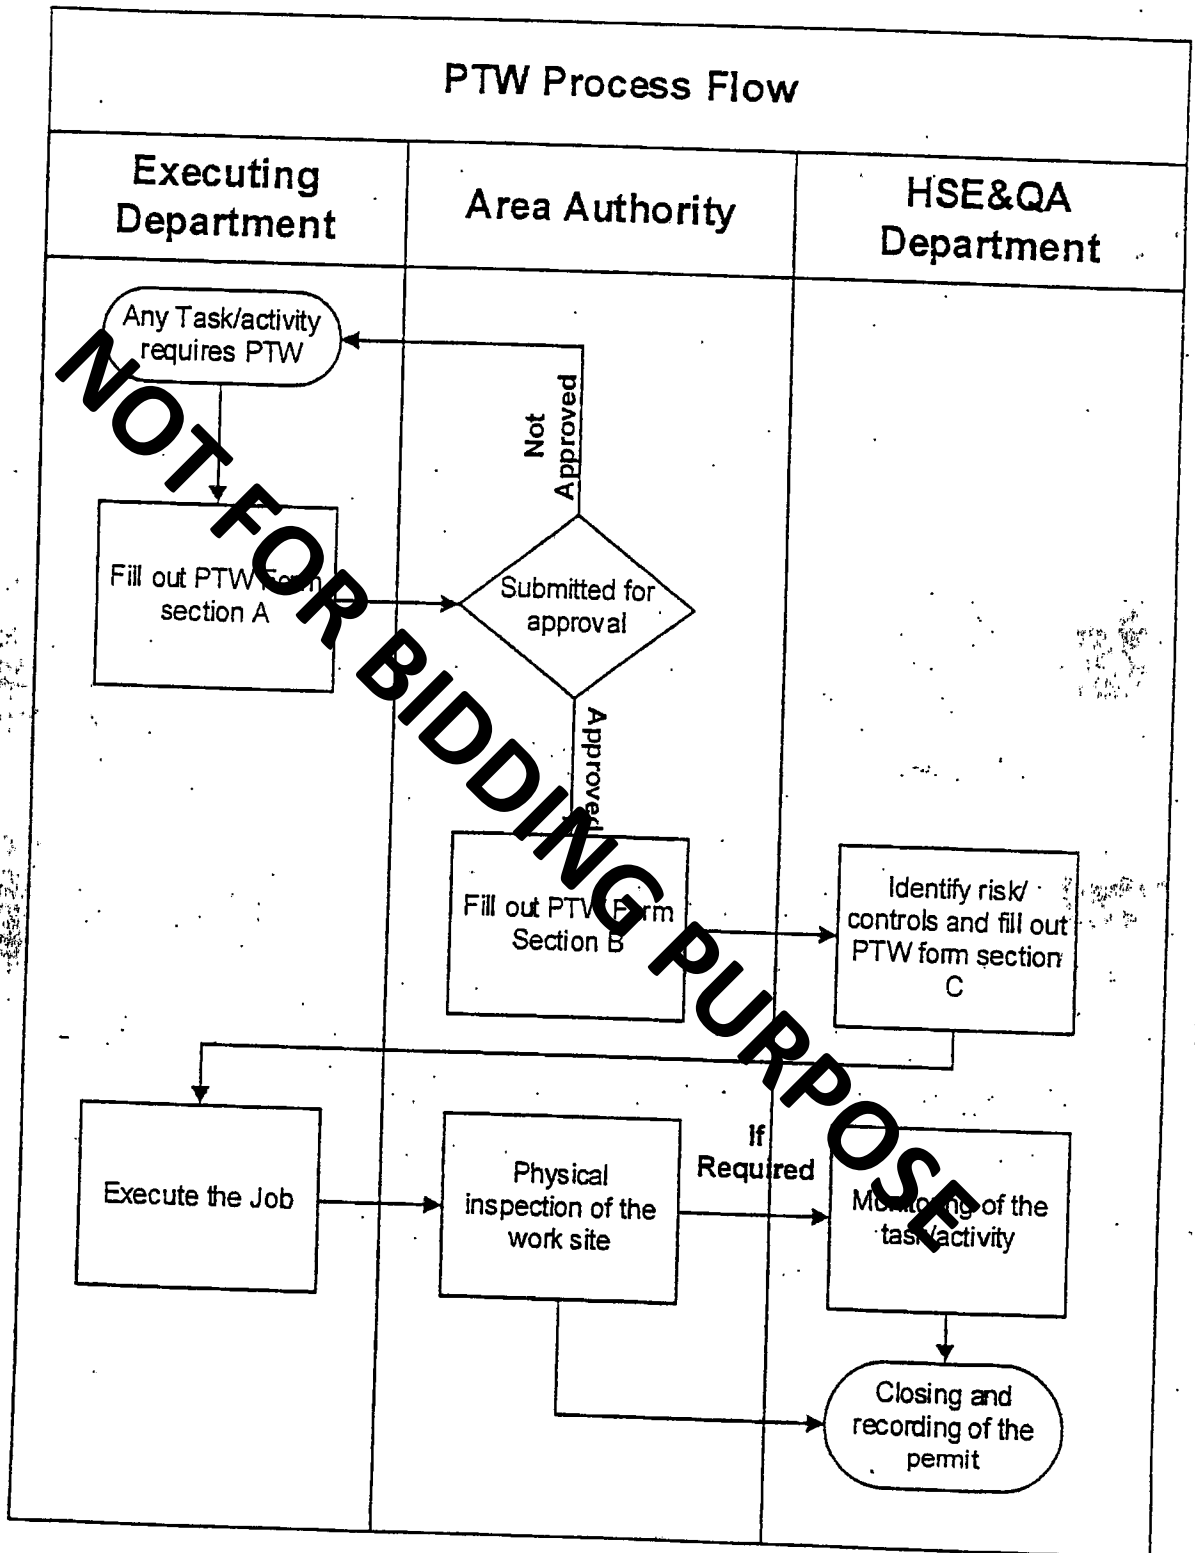 PTW Process Flow
Executing
Department
Area Authority
HSE&QA
Department
Any Task/activity
requires PTW
Not
Approved
Fill out PTW Form
section A
Submitted for
approval
Approved
Fill out PTW Form
Section B
Identify risk/
controls and fill out
PTW form section
C
Execute the Job
Physical
inspection of the
work site
If
Required
Monitoring of the
task/activity
Closing and
recording of the
permit
NOT FOR BIDDING PURPOSE